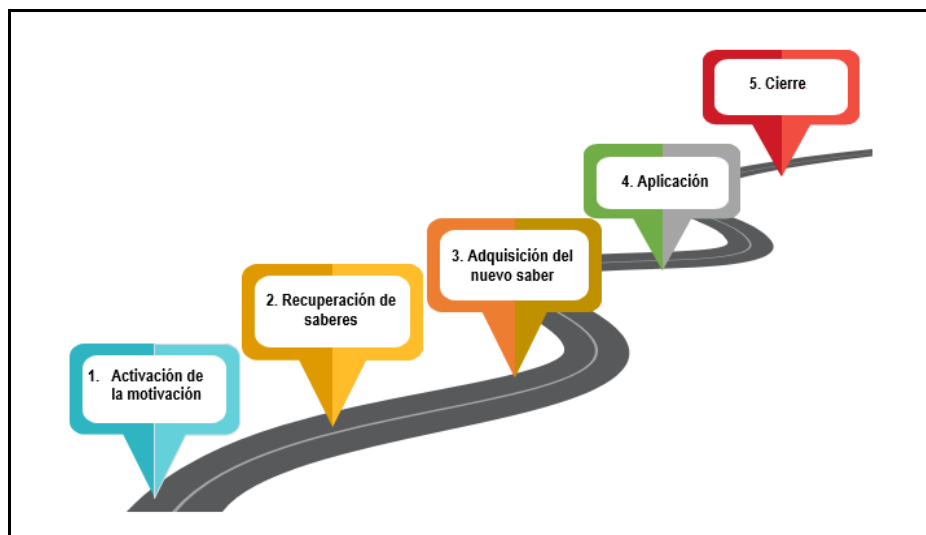 1. Activación de
la motivación
2. Recuperación de
saberes
3. Adquisición del
nuevo saber
4. Aplicación
5. Cierre